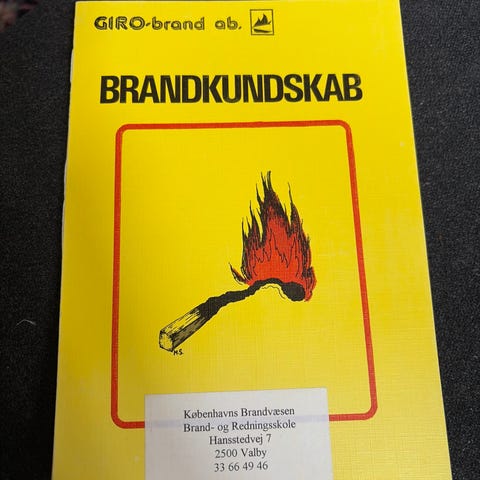 GIRO-brand ab.
BRANDKUNDSKAB
M.S.
Københavns Brandvæsen
Brand- og Redningsskole
Hansstedvej 7
2500 Valby
33 66 49 46